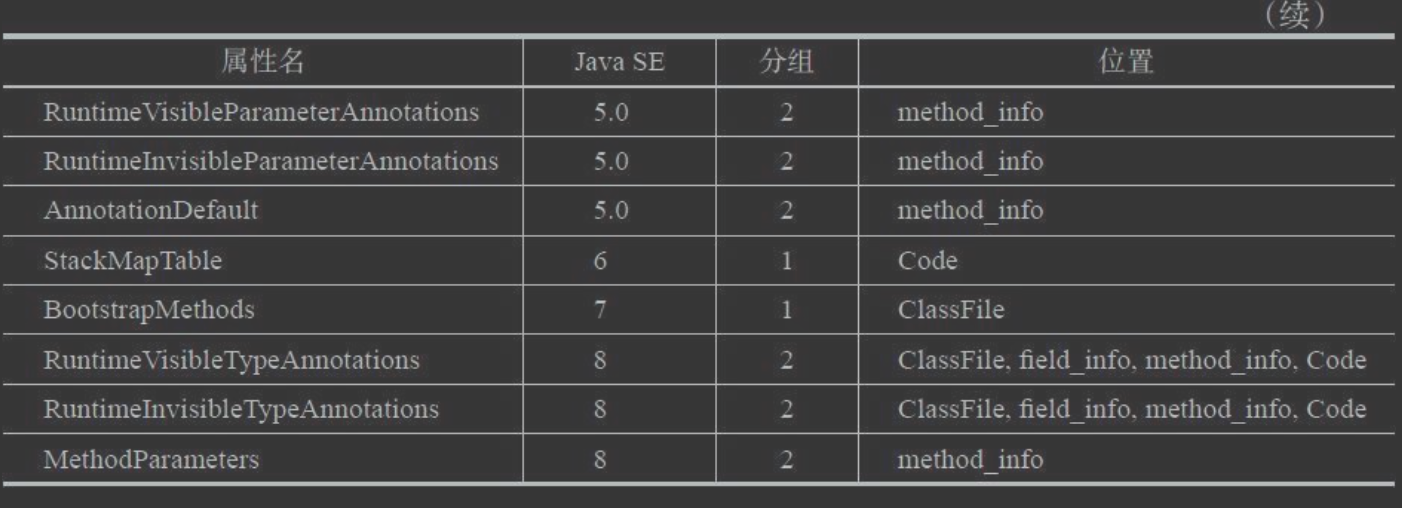 （续）
属性名 Java SE 分组 位置
RuntimeVisibleParameterAnnotations 5.0 2 method_info
RuntimeInvisibleParameterAnnotations 5.0 2 method_info
AnnotationDefault 5.0 2 method_info
StackMapTable 6 1 Code
BootstrapMethods 7 1 ClassFile
RuntimeVisibleTypeAnnotations 8 2 ClassFile, field_info, method_info, Code
RuntimeInvisibleTypeAnnotations 8 2 ClassFile, field_info, method_info, Code
MethodParameters 8 2 method_info